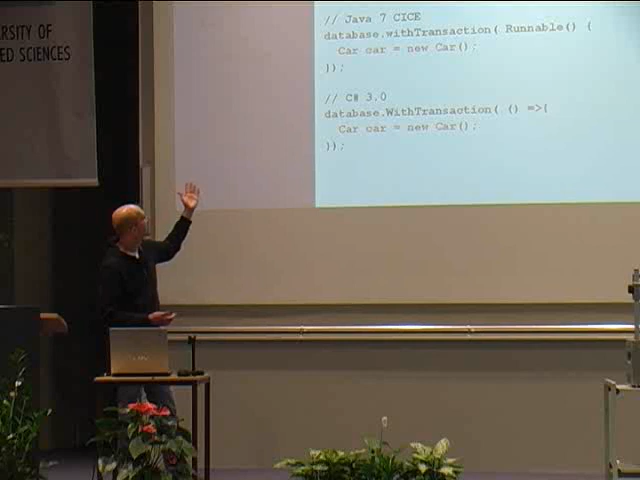 RSITY OF
ED SCIENCES
// Java 7 CICE
database.withTransaction( Runnable() {
Car car = new Car();
});
// C# 3.0
database.WithTransaction( () =>{
Car car = new Car();
});